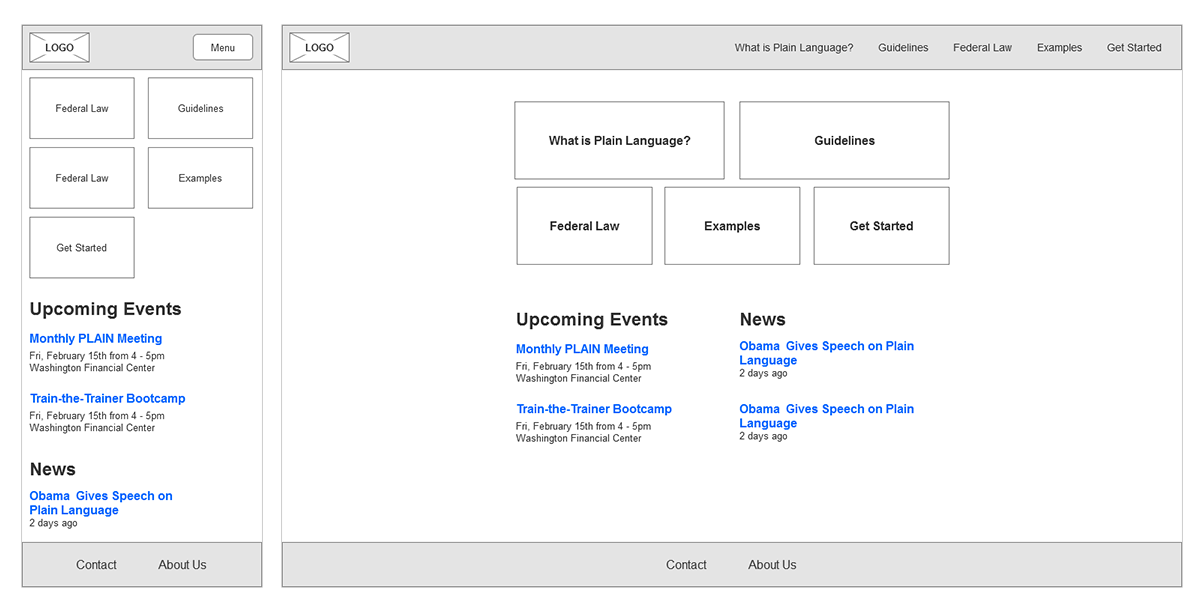 LOGO
Menu
Federal Law
Guidelines
Federal Law
Examples
Get Started
Upcoming Events
Monthly PLAIN Meeting
Fri, February 15th from 4 - 5pm
Washington Financial Center
Train-the-Trainer Bootcamp
Fri, February 15th from 4 - 5pm
Washington Financial Center
News
Obama  Gives Speech on
Plain Language
2 days ago
Contact
About Us
LOGO
What is Plain Language?
Guidelines
Federal Law
Examples
Get Started
What is Plain Language?
Guidelines
Federal Law
Examples
Get Started
Upcoming Events
Monthly PLAIN Meeting
Fri, February 15th from 4 - 5pm
Washington Financial Center
Train-the-Trainer Bootcamp
Fri, February 15th from 4 - 5pm
Washington Financial Center
News
Obama  Gives Speech on Plain
Language
2 days ago
Obama  Gives Speech on Plain
Language
2 days ago
Contact
About Us